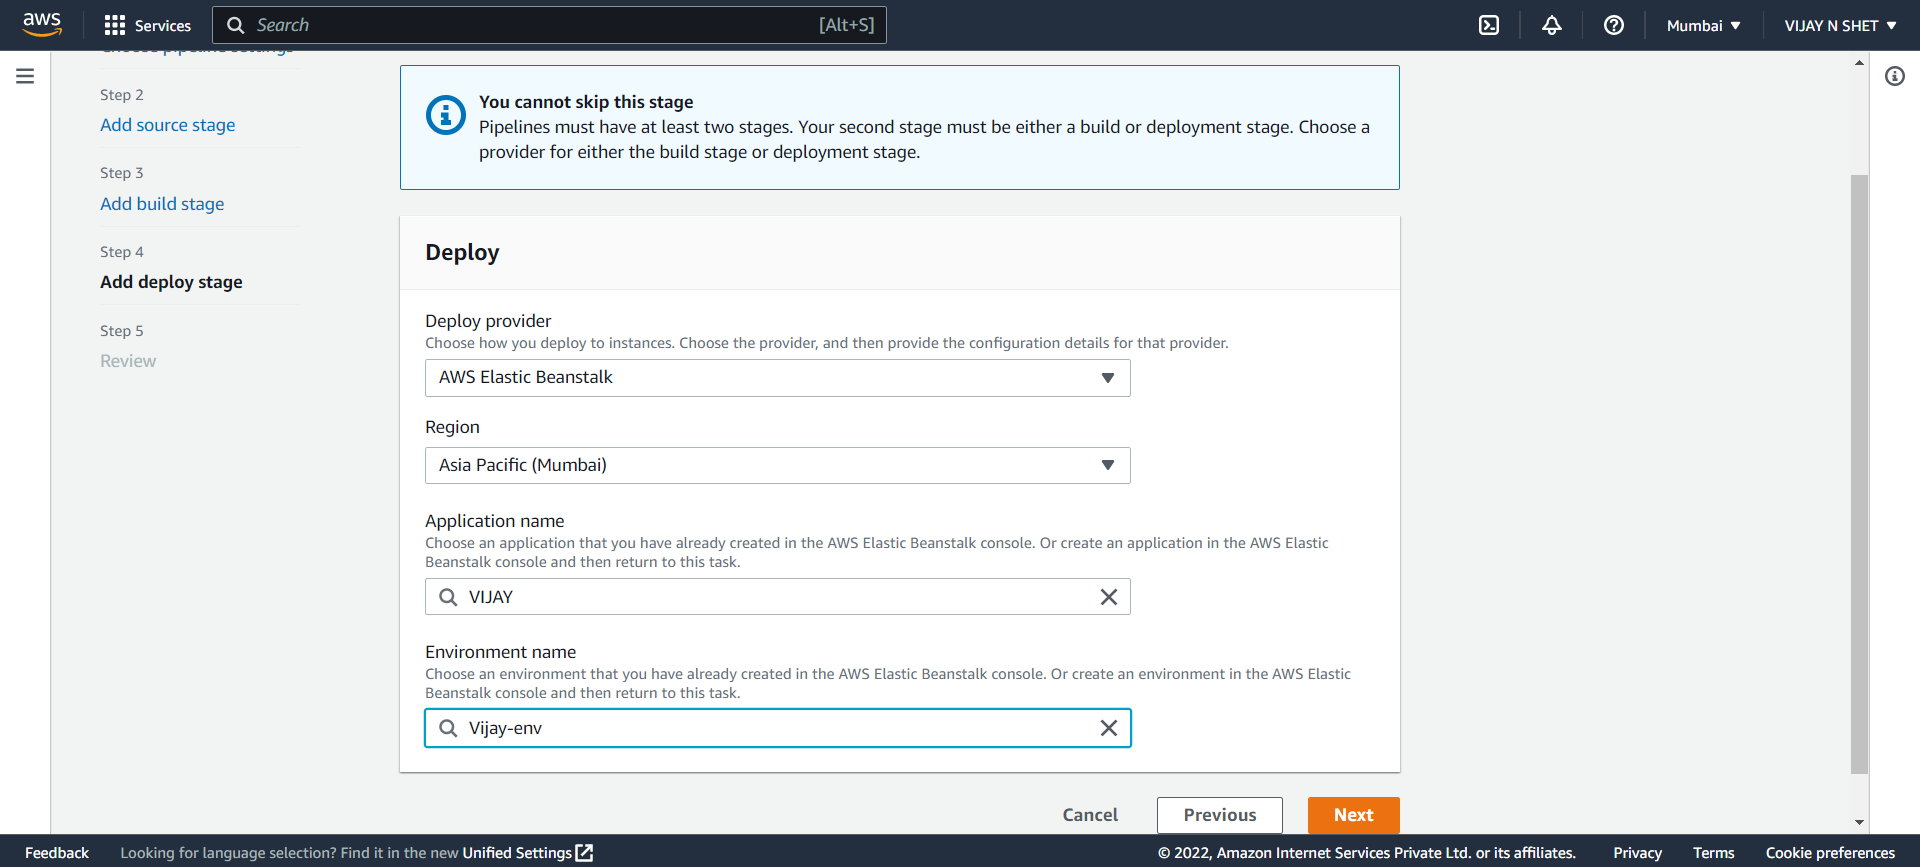 aws
Services
Search
[Alt+S]
Mumbai
VIJAY N SHET
Choose pipeline settings
Step 2
Add source stage
Step 3
Add build stage
Step 4
Add deploy stage
Step 5
Review
You cannot skip this stage
Pipelines must have at least two stages. Your second stage must be either a build or deployment stage. Choose a
provider for either the build stage or deployment stage.
Deploy
Deploy provider
Choose how you deploy to instances. Choose the provider, and then provide the configuration details for that provider.
AWS Elastic Beanstalk
Region
Asia Pacific (Mumbai)
Application name
Choose an application that you have already created in the AWS Elastic Beanstalk console. Or create an application in the AWS Elastic
Beanstalk console and then return to this task.
VIJAY
Environment name
Choose an environment that you have already created in the AWS Elastic Beanstalk console. Or create an environment in the AWS Elastic
Beanstalk console and then return to this task.
Vijay-env
Cancel
Previous
Next
Feedback
Looking for language selection? Find it in the new Unified Settings
© 2022, Amazon Internet Services Private Ltd. or its affiliates.
Privacy
Terms
Cookie preferences